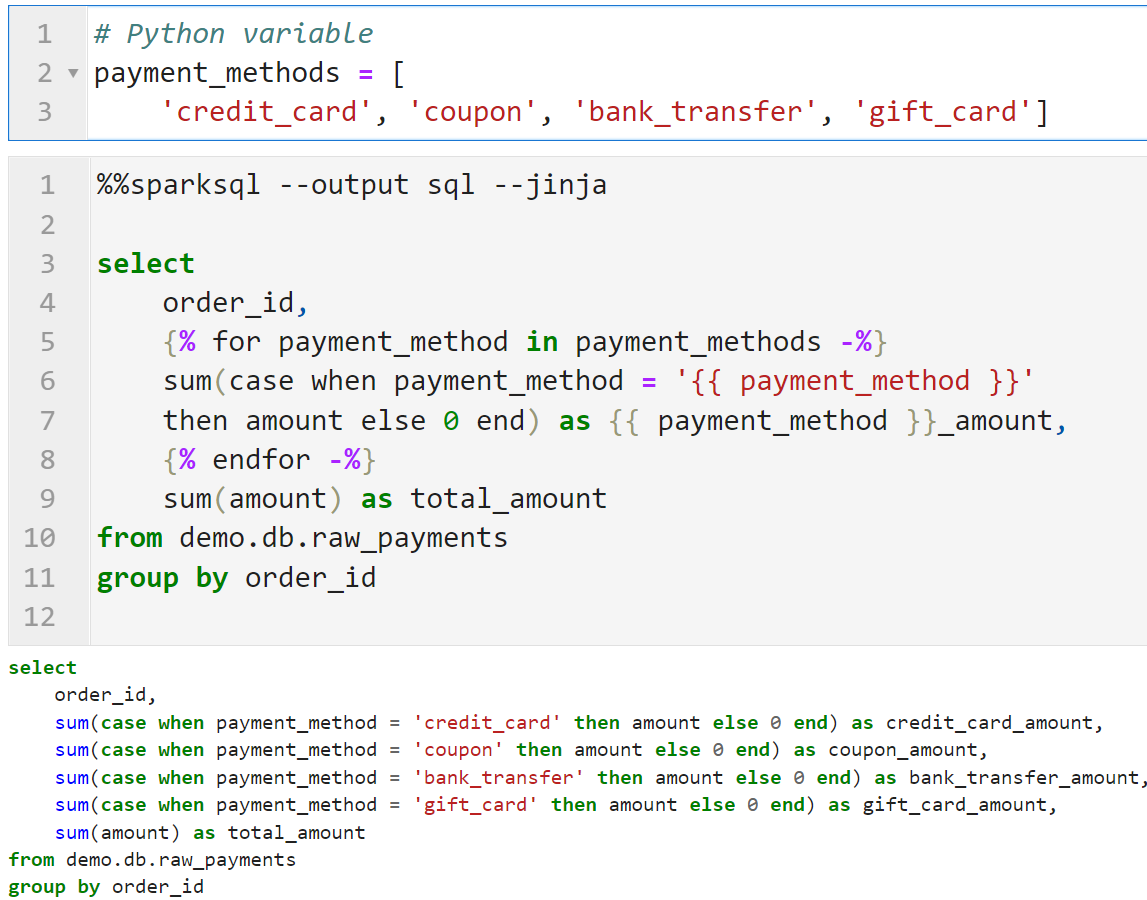 1 # Python variable
2 ▼ payment_methods = [
3     'credit_card', 'coupon', 'bank_transfer', 'gift_card']
1 %%sparksql --output sql --jinja
2
3 select
4     order_id,
5     {% for payment_method in payment_methods -%}
6     sum(case when payment_method = '{{ payment_method }}'
7     then amount else 0 end) as {{ payment_method }}_amount,
8     {% endfor -%}
9     sum(amount) as total_amount
10 from demo.db.raw_payments
11 group by order_id
12
select
    order_id,
    sum(case when payment_method = 'credit_card' then amount else 0 end) as credit_card_amount,
    sum(case when payment_method = 'coupon' then amount else 0 end) as coupon_amount,
    sum(case when payment_method = 'bank_transfer' then amount else 0 end) as bank_transfer_amount,
    sum(case when payment_method = 'gift_card' then amount else 0 end) as gift_card_amount,
    sum(amount) as total_amount
from demo.db.raw_payments
group by order_id